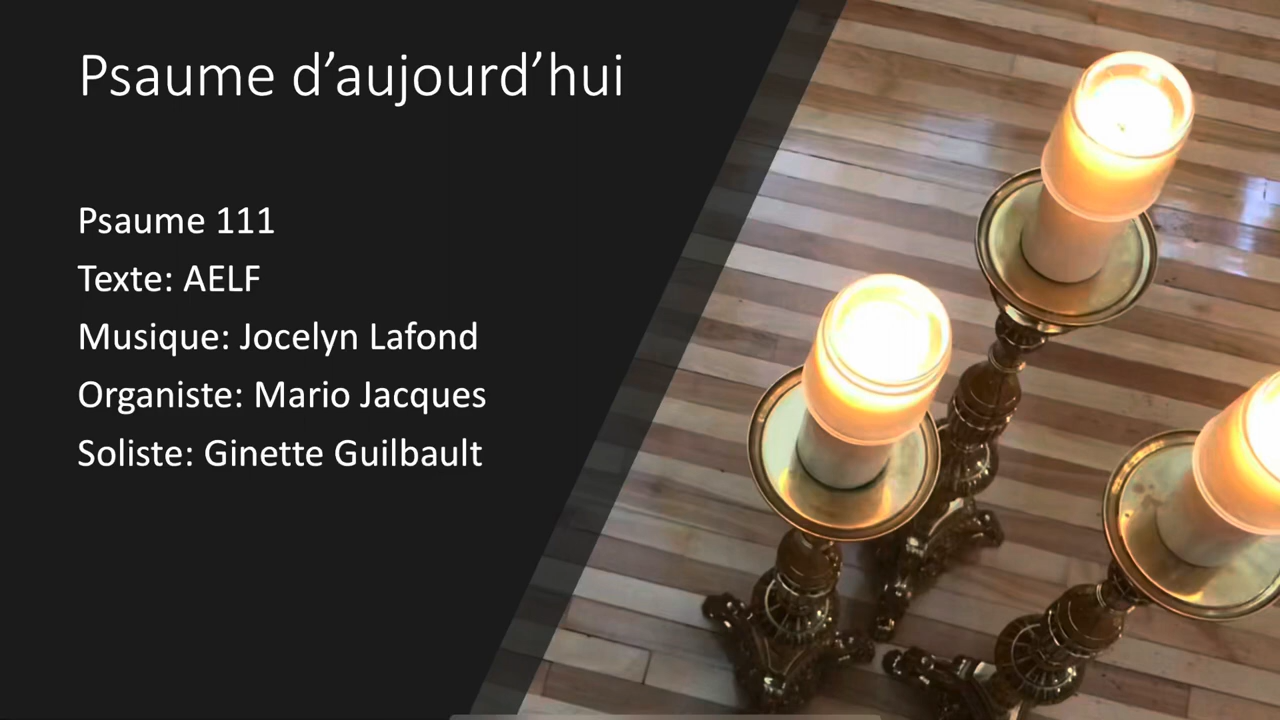 Psaume d’aujourd’hui
Psaume 111
Texte: AELF
Musique: Jocelyn Lafond
Organiste: Mario Jacques
Soliste: Ginette Guilbault